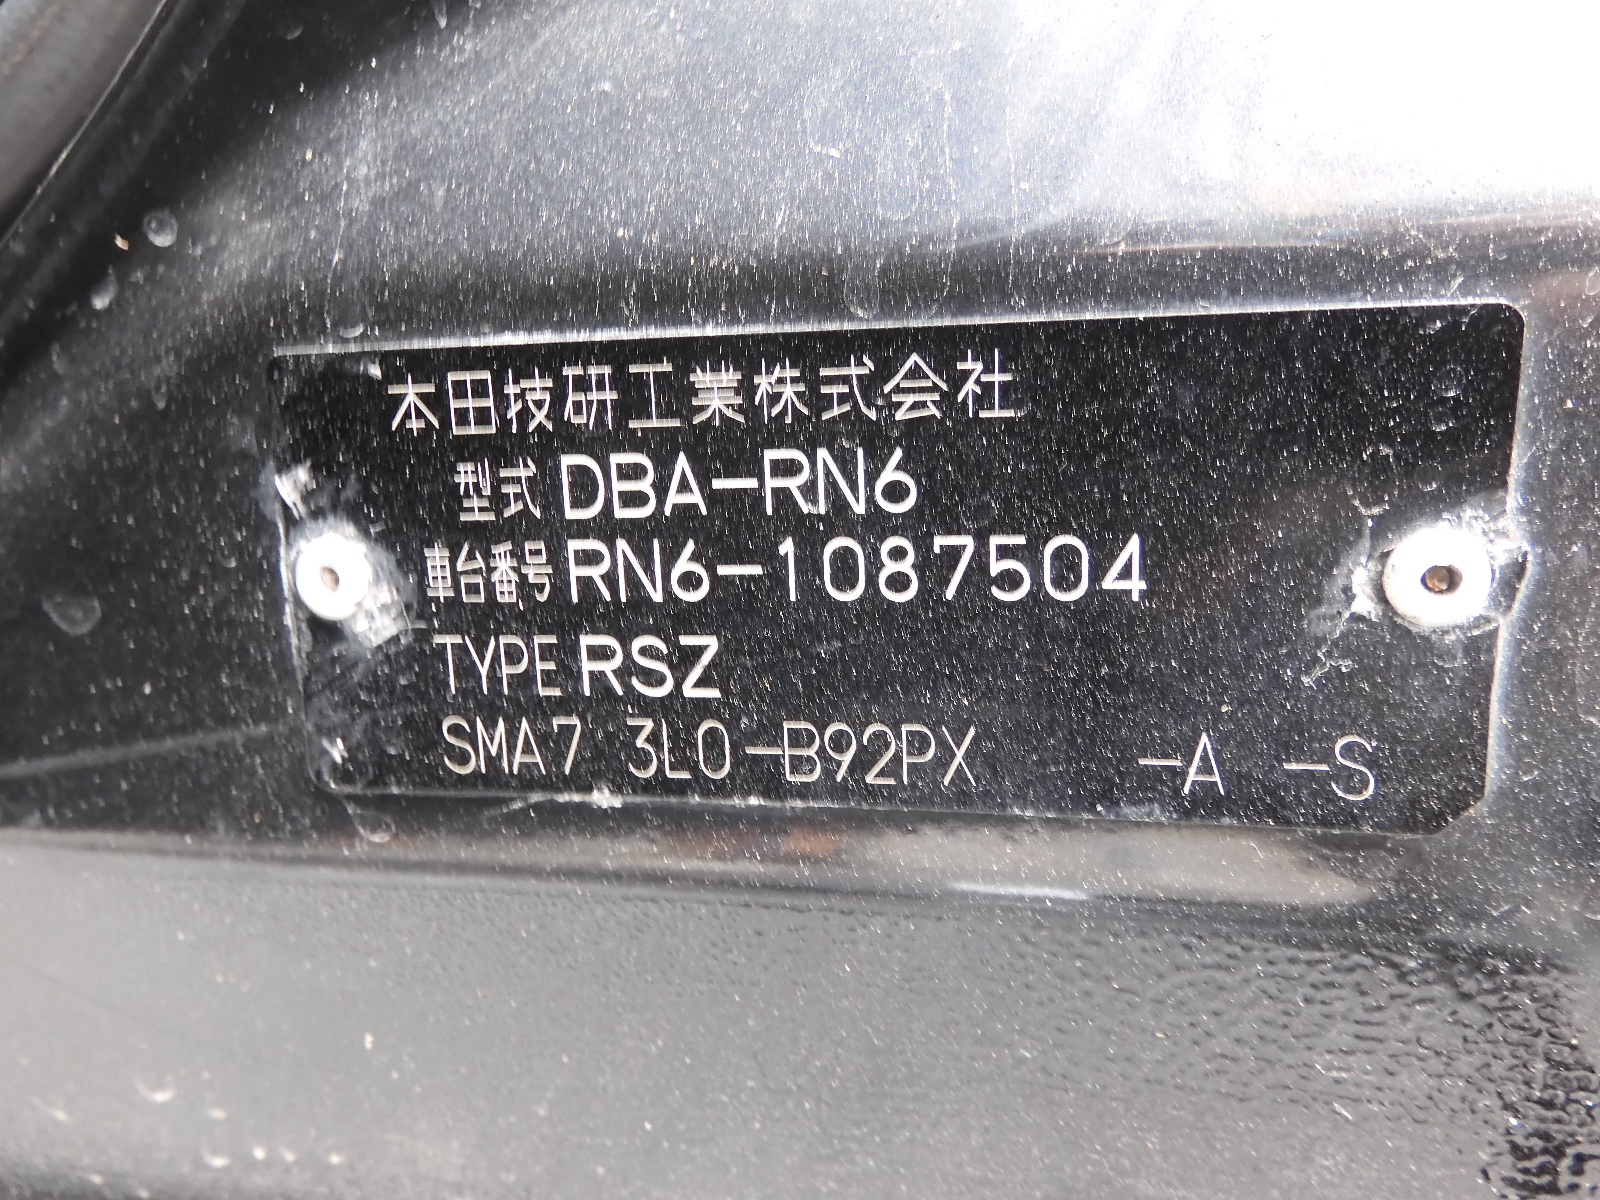 本田技研工業株式会社
型式 DBA-RN6
車台番号 RN6-1087504
TYPE RSZ
SMA7 3L0-B92PX -A -S